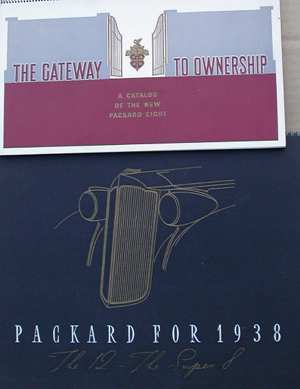 THE GATEWAY TO OWNERSHIP
A CATALOG
OF THE NEW
PACKARD EIGHT
PACKARD FOR 1938
The 12 - The Super 8